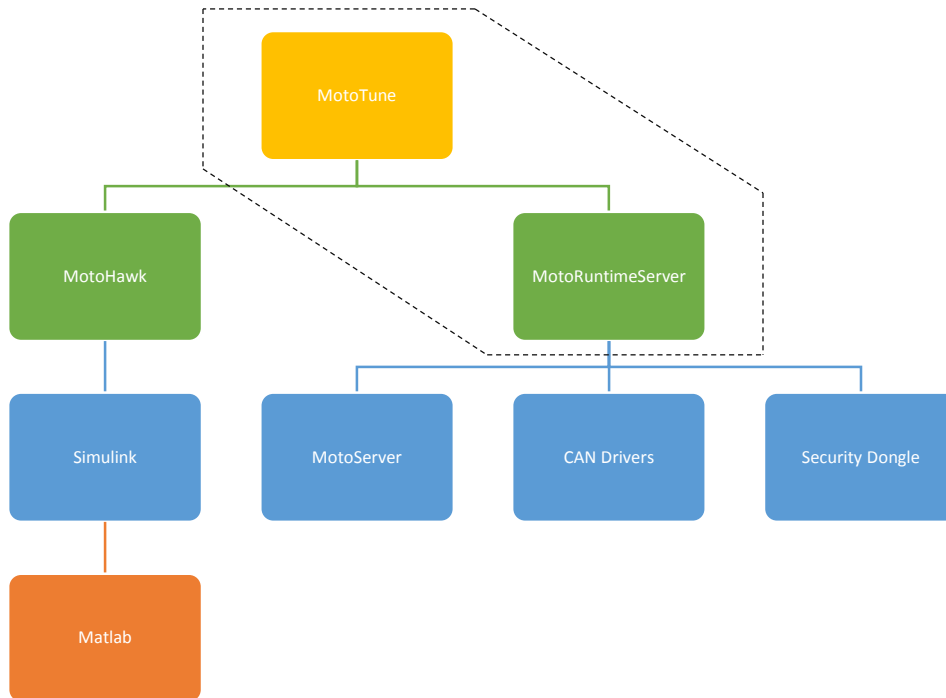 MotoTune
MotoHawk
MotoRuntimeServer
Simulink
MotoServer
CAN Drivers
Security Dongle
Matlab